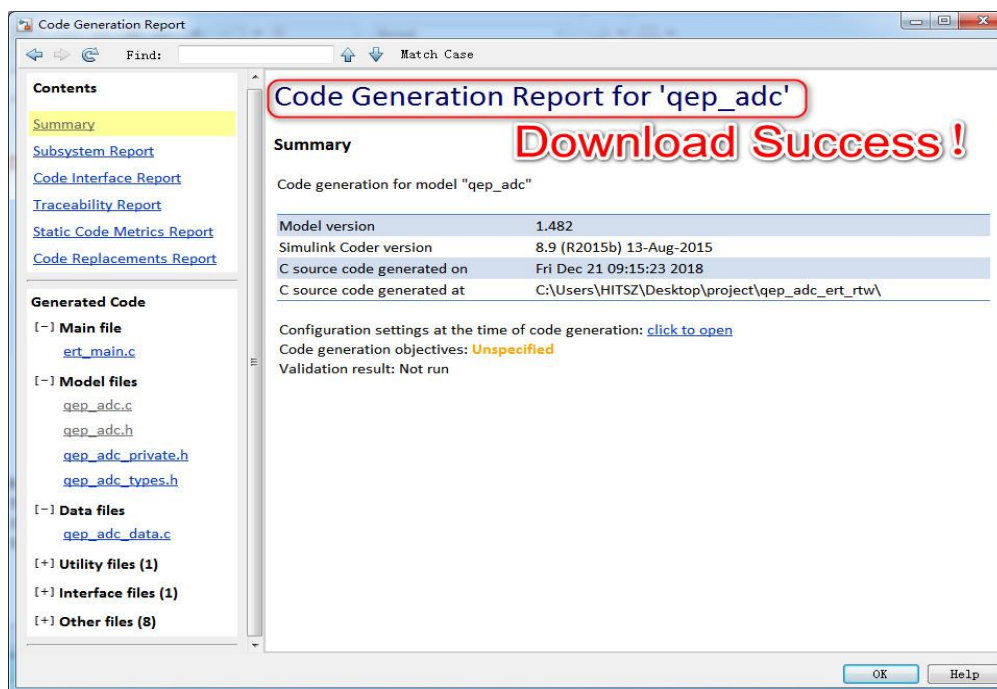 Code Generation Report
Find:
Match Case
Contents
Summary
Subsystem Report
Code Interface Report
Traceability Report
Static Code Metrics Report
Code Replacements Report
Generated Code
[-] Main file
ert_main.c
[-] Model files
qep_adc.c
qep_adc.h
qep_adc_private.h
qep_adc_types.h
[-] Data files
qep_adc_data.c
[+] Utility files (1)
[+] Interface files (1)
[+] Other files (8)
Code Generation Report for 'qep_adc'
Download Success!
Summary
Code generation for model "qep_adc"
Model version 1.482
Simulink Coder version 8.9 (R2015b) 13-Aug-2015
C source code generated on Fri Dec 21 09:15:23 2018
C source code generated at C:\Users\HITSZ\Desktop\project\qep_adc_ert_rtw\
Configuration settings at the time of code generation: click to open
Code generation objectives: Unspecified
Validation result: Not run
OK
Help